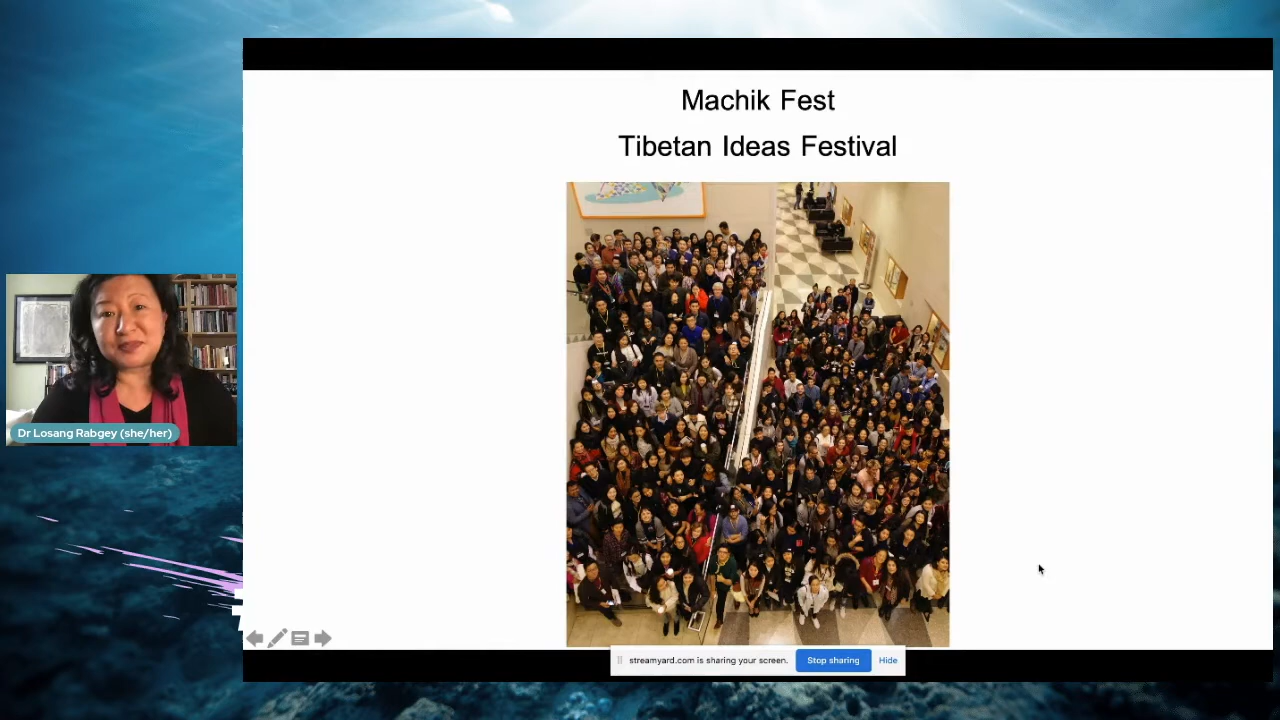 Machik Fest
Tibetan Ideas Festival
Dr Losang Rabgey (she/her)
streamyard.com is sharing your screen.
Stop sharing
Hide